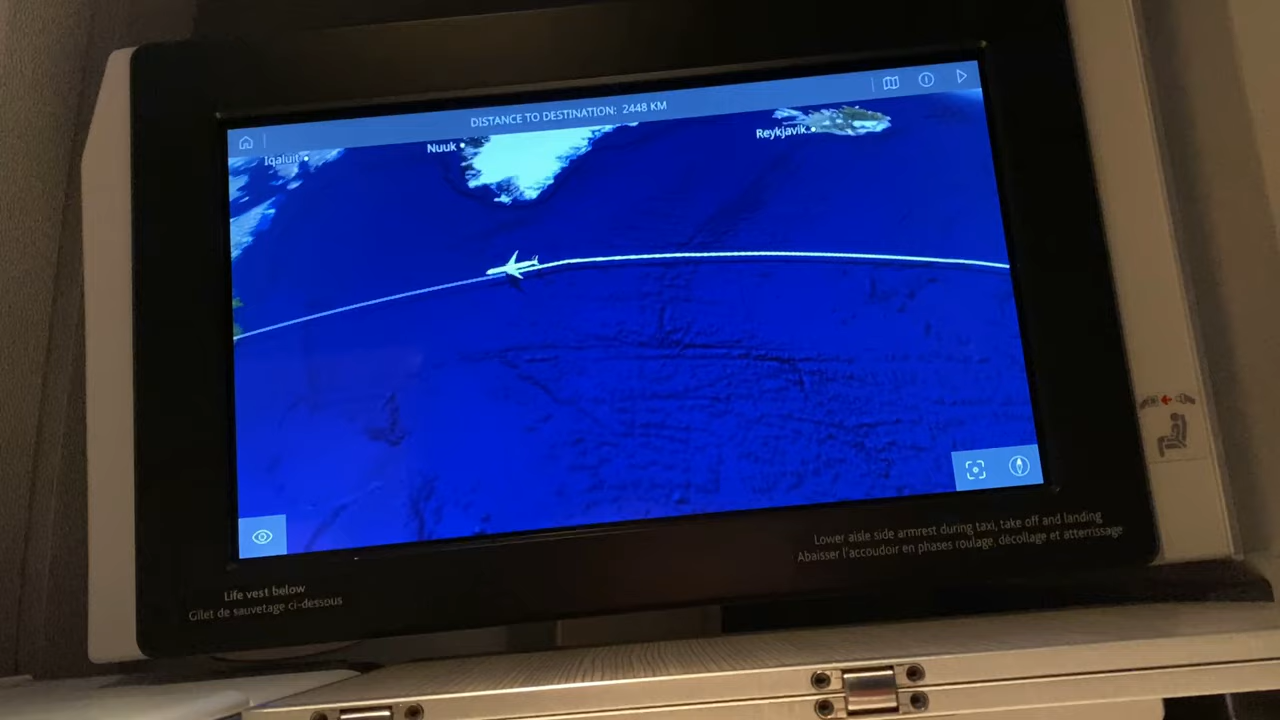 DISTANCE TO DESTINATION: 2448 KM
Iqaluit
Nuuk
Reykjavik
Lower aisle side armrest during taxi, take off and landing
Abaisser l'accoudoir en phases roulage, décollage et atterrissage
Life vest below
Gilet de sauvetage ci-dessous